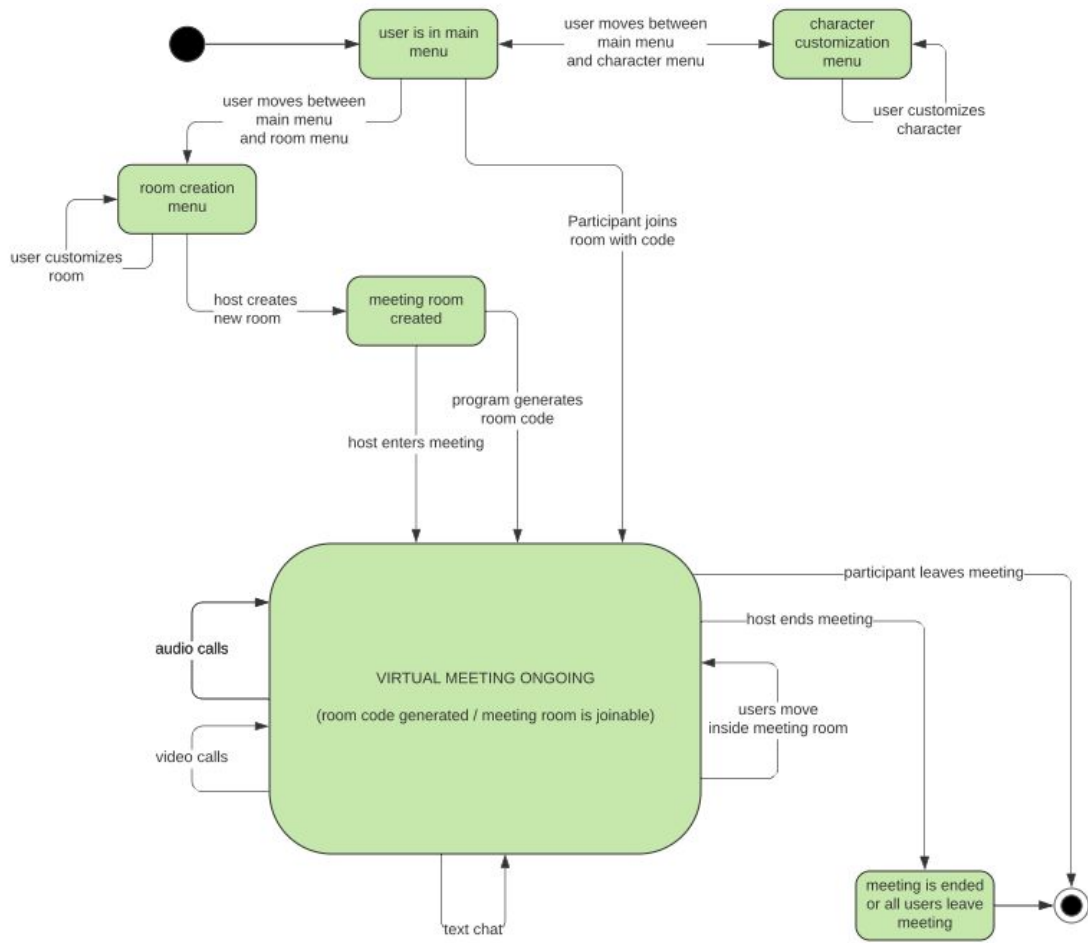 user is in main
menu
user moves between
main menu
and character menu
character
customization
menu
user customizes
character
user moves between
main menu
and room menu
room creation
menu
user customizes
room
Participant joins
room with code
host creates
new room
meeting room
created
program generates
room code
host enters meeting
participant leaves meeting
host ends meeting
audio calls
VIRTUAL MEETING ONGOING
(room code generated / meeting room is joinable)
users move
inside meeting room
video calls
meeting is ended
or all users leave
meeting
text chat